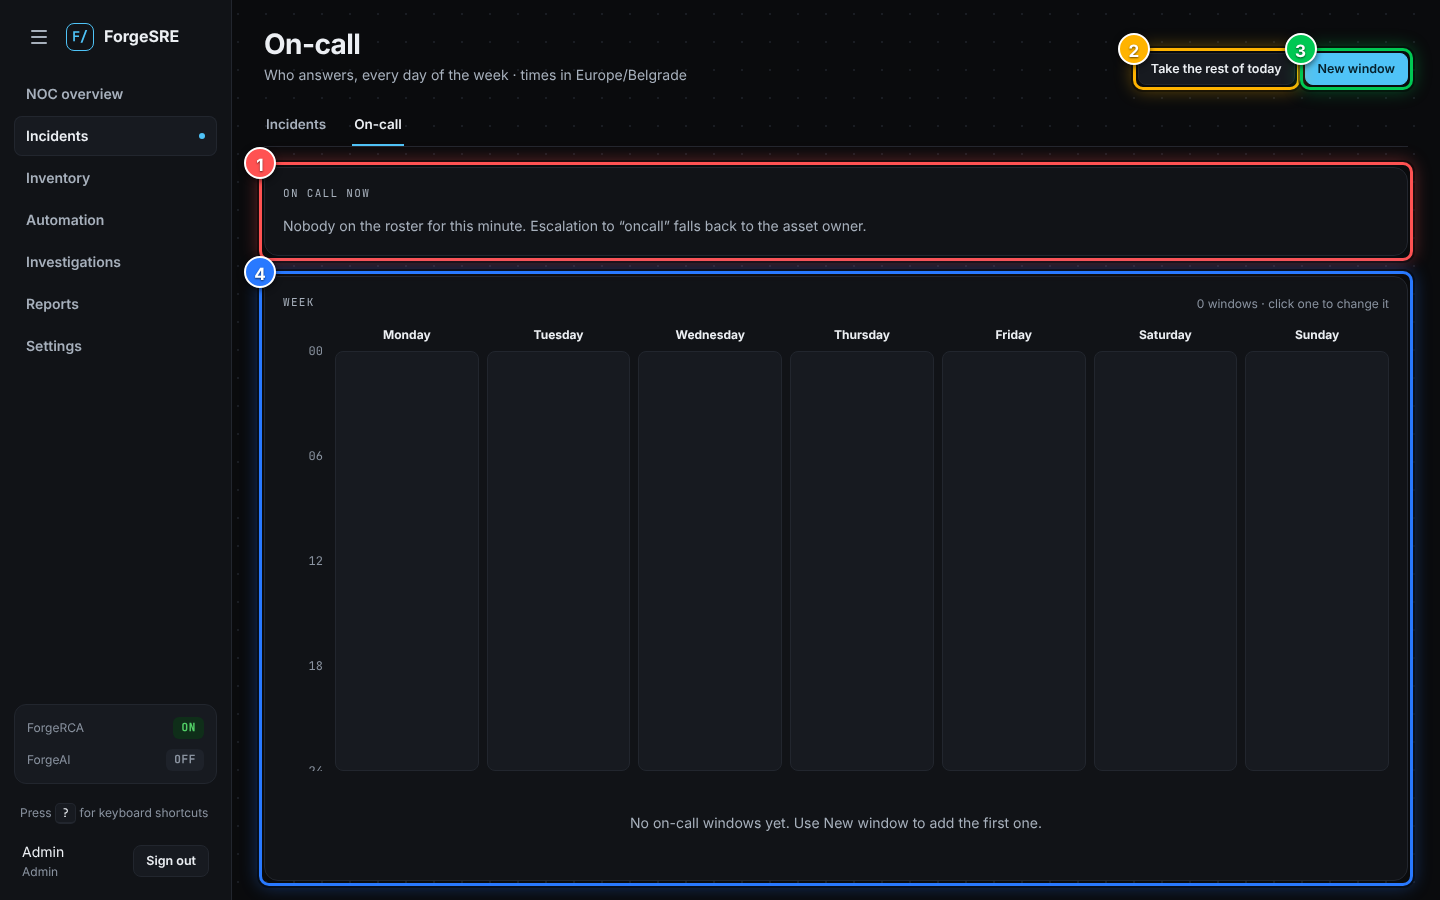 F/ ForgeSRE
NOC overview
Incidents
Inventory
Automation
Investigations
Reports
Settings
ForgeRCA ON
ForgeAI OFF
Press ? for keyboard shortcuts
Admin
Admin
Sign out
On-call
Who answers, every day of the week · times in Europe/Belgrade
2
Take the rest of today
3
New window
Incidents On-call
1
ON CALL NOW
Nobody on the roster for this minute. Escalation to “oncall” falls back to the asset owner.
4
WEEK
0 windows · click one to change it
Monday Tuesday Wednesday Thursday Friday Saturday Sunday
00
06
12
18
24
No on-call windows yet. Use New window to add the first one.